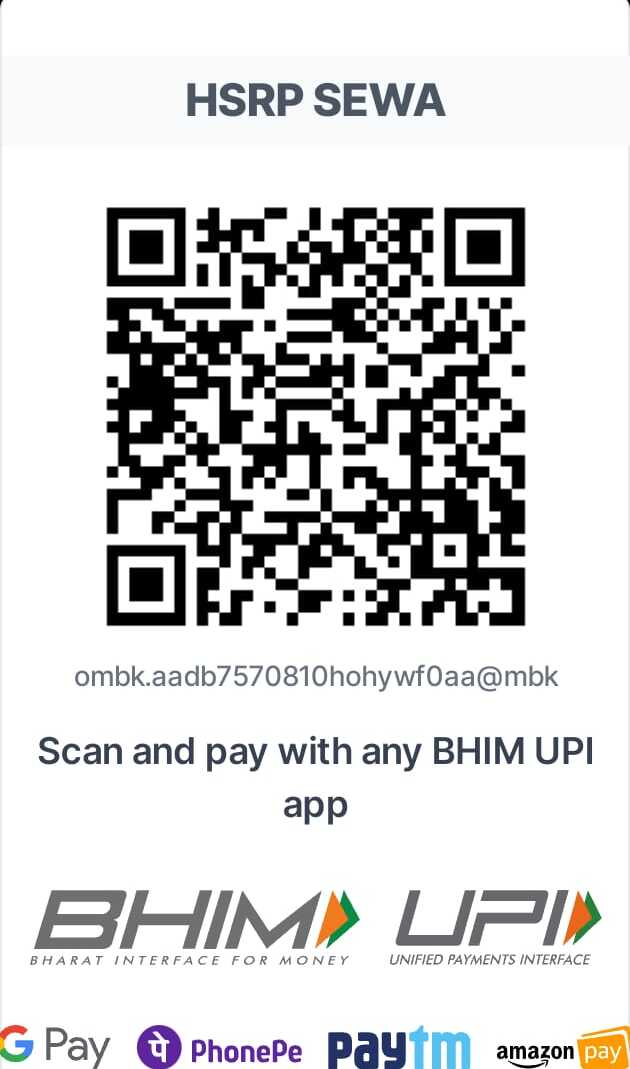 HSRP SEWA
ombk.aadb7570810hohywf0aa@mbk
Scan and pay with any BHIM UPI
app
BHIM UPI
BHARAT INTERFACE FOR MONEY UNIFIED PAYMENTS INTERFACE
G Pay पे PhonePe paytm amazon pay